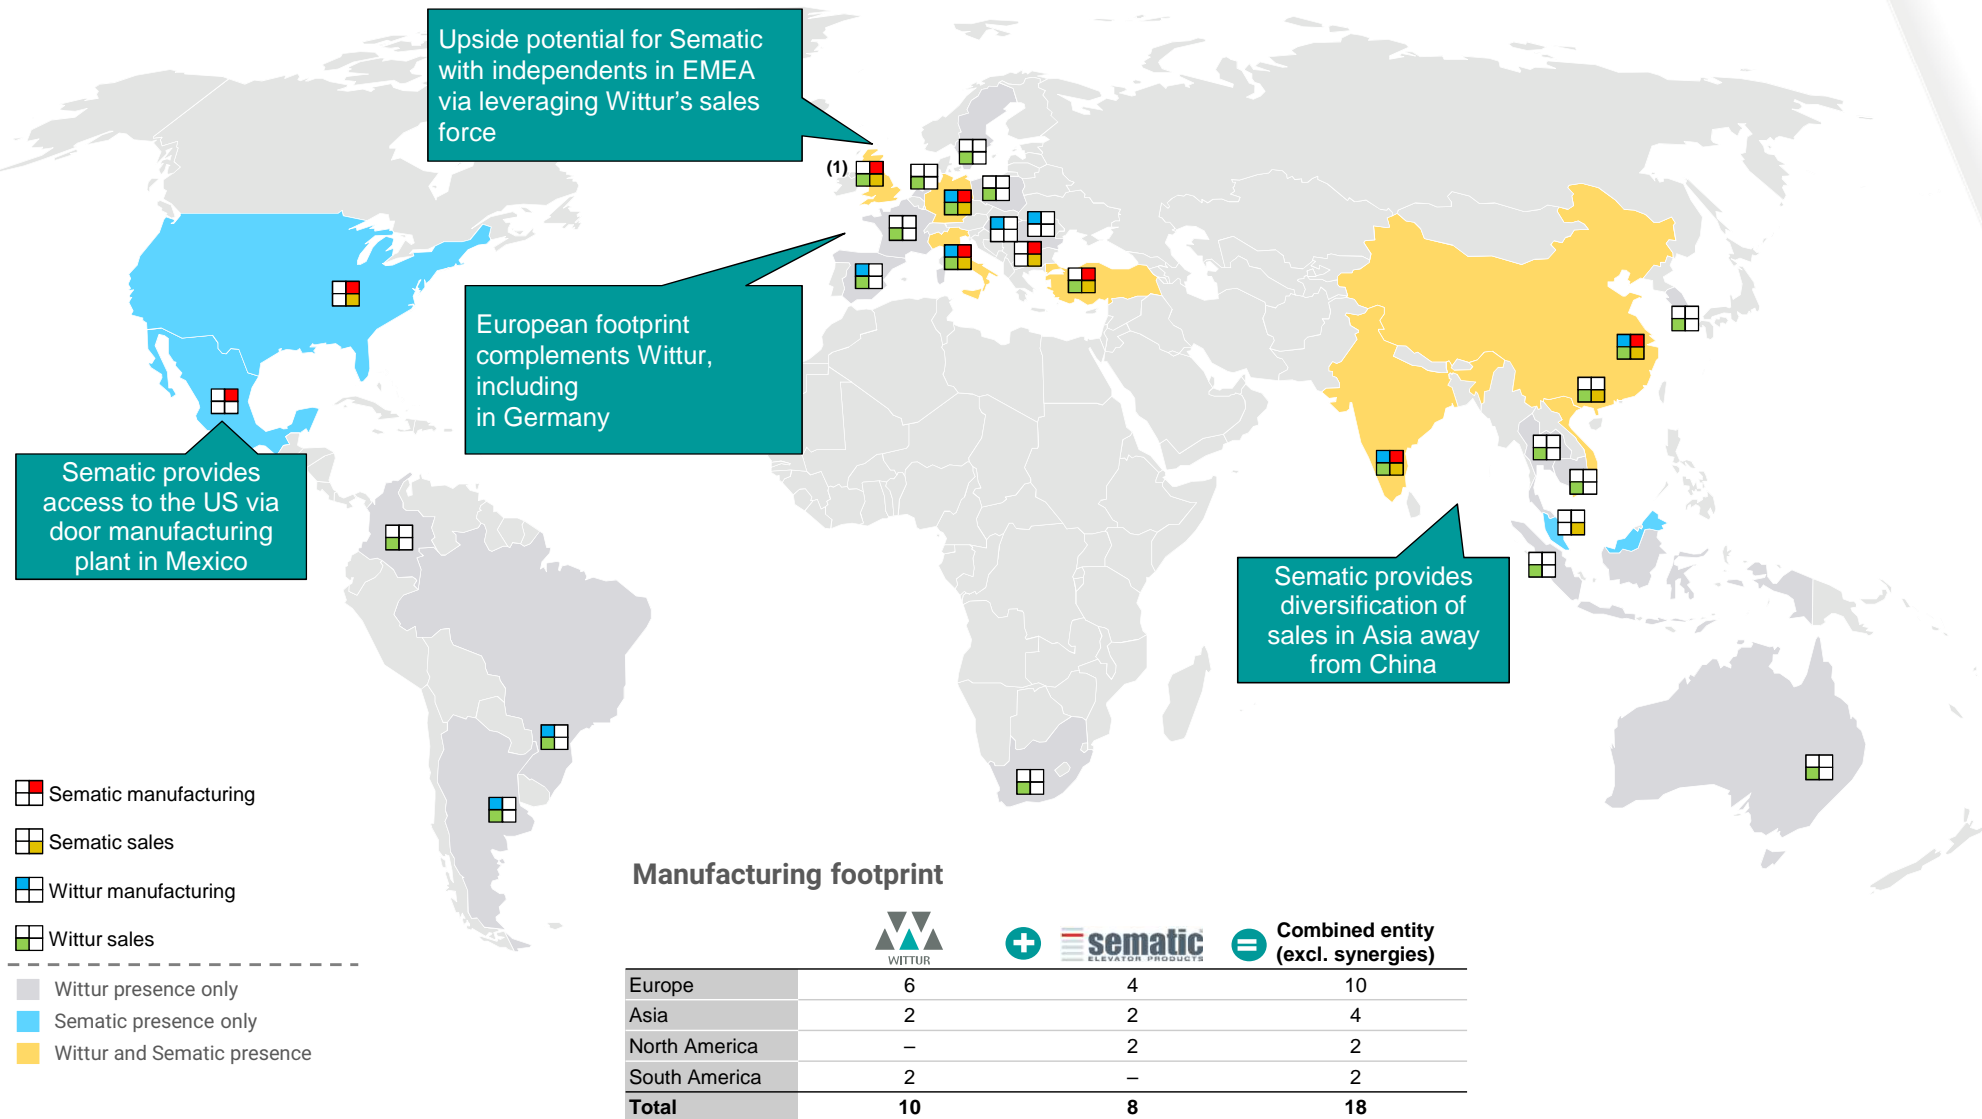 Upside potential for Sematic
with independents in EMEA
via leveraging Wittur’s sales
force
(1)
European footprint
complements Wittur,
including
in Germany
Sematic provides
access to the US via
door manufacturing
plant in Mexico
Sematic provides
diversification of
sales in Asia away
from China
Sematic manufacturing
Sematic sales
Wittur manufacturing
Wittur sales
Wittur presence only
Sematic presence only
Wittur and Sematic presence
Manufacturing footprint
WITTUR + sematic ELEVATOR PRODUCTS = Combined entity
(excl. synergies)
Europe 6 4 10
Asia 2 2 4
North America – 2 2
South America 2 – 2
Total 10 8 18